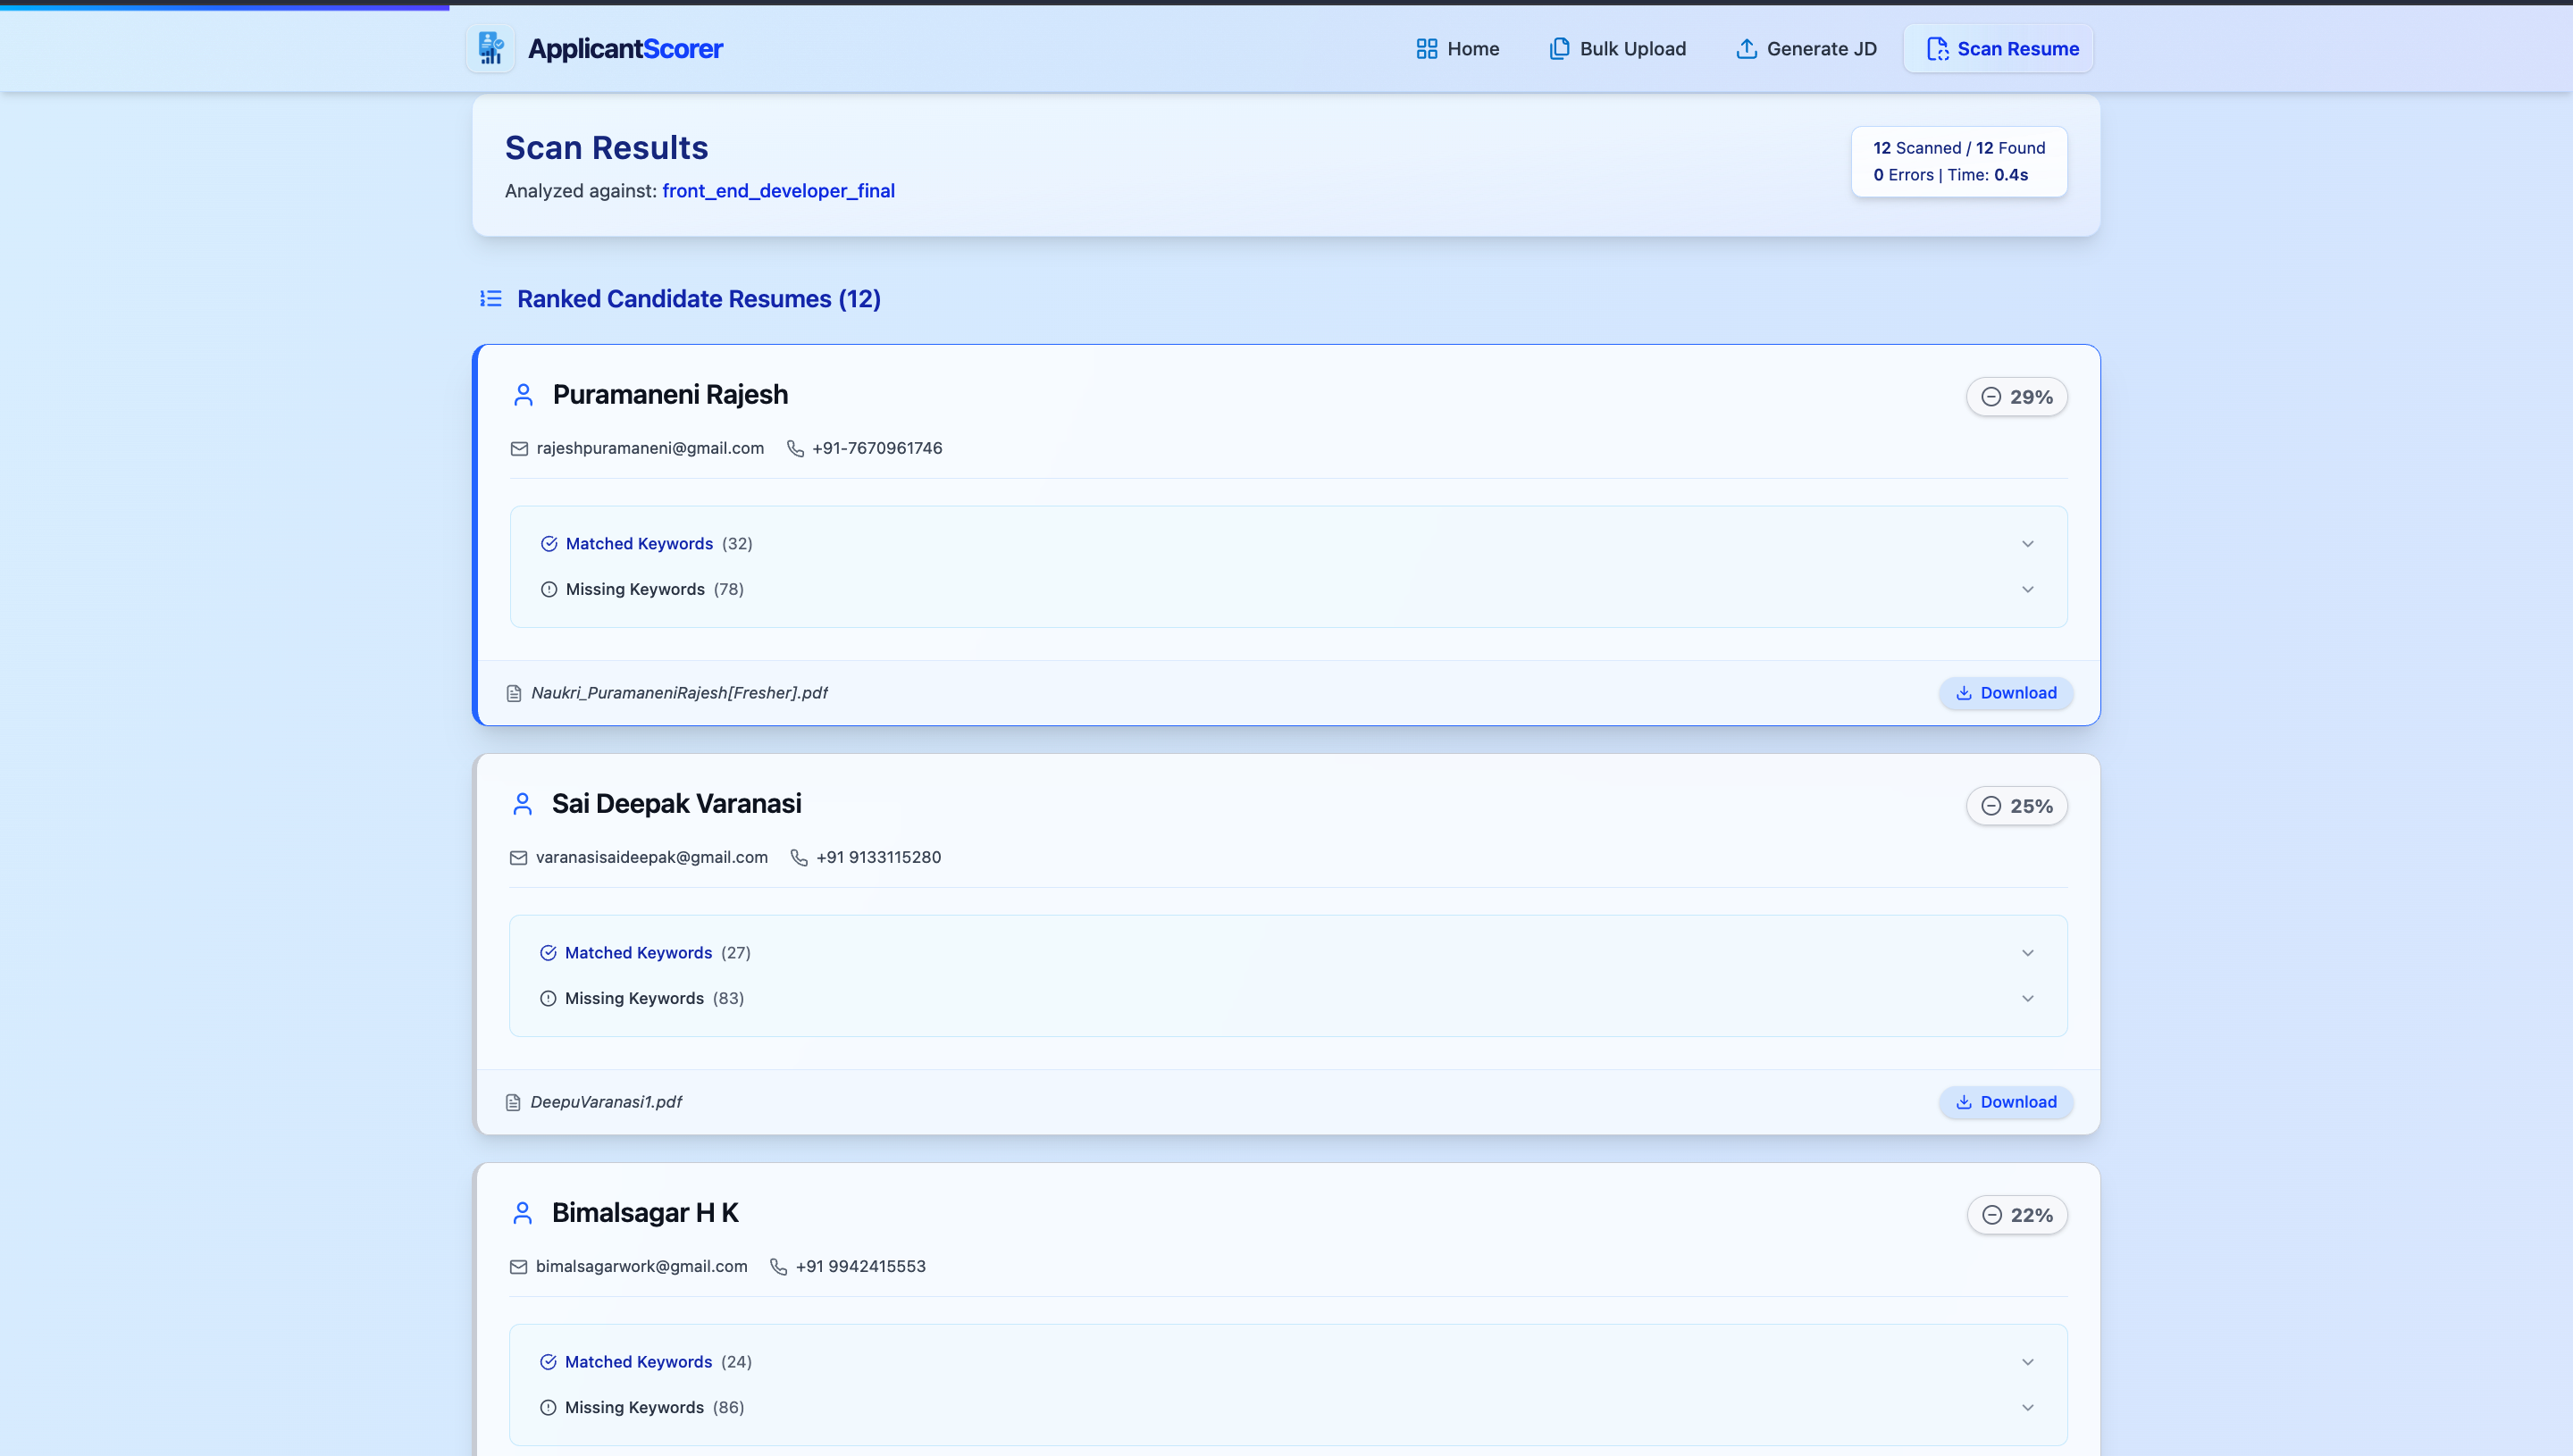 ApplicantScorer
Home
Bulk Upload
Generate JD
Scan Resume
Scan Results
Analyzed against: front_end_developer_final
12 Scanned / 12 Found
0 Errors | Time: 0.4s
Ranked Candidate Resumes (12)
Puramaneni Rajesh
29%
rajeshpuramaneni@gmail.com
+91-7670961746
Matched Keywords (32)
Missing Keywords (78)
Naukri_PuramaneniRajesh[Fresher].pdf
Download
Sai Deepak Varanasi
25%
varanasisaideepak@gmail.com
+91 9133115280
Matched Keywords (27)
Missing Keywords (83)
DeepuVaranasi1.pdf
Download
Bimalsagar H K
22%
bimalsagarwork@gmail.com
+91 9942415553
Matched Keywords (24)
Missing Keywords (86)